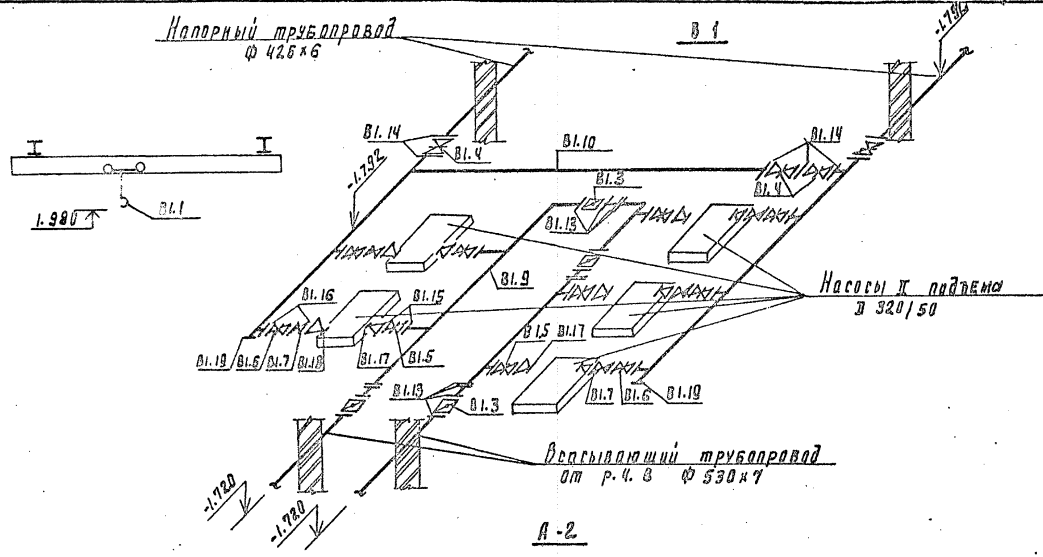 Напорный трубопровод
Ф 426×6
В 1
-1.792
В1.14
В1.4
В1.10
В1.14
В1.4
-1.792
В1.3
В1.13
1.980
В1.1
В1.9
Насосы II подъема
Д 320/50
В1.16
В1.15
В1.19
В1.6
В1.7
В1.18
В1.17
В1.5
В1.5
В1.17
В1.7
В1.6
В1.19
В1.13
В1.3
Всасывающий трубопровод
от р.ч.в Ф 530×7
-1.720
-1.720
А-2